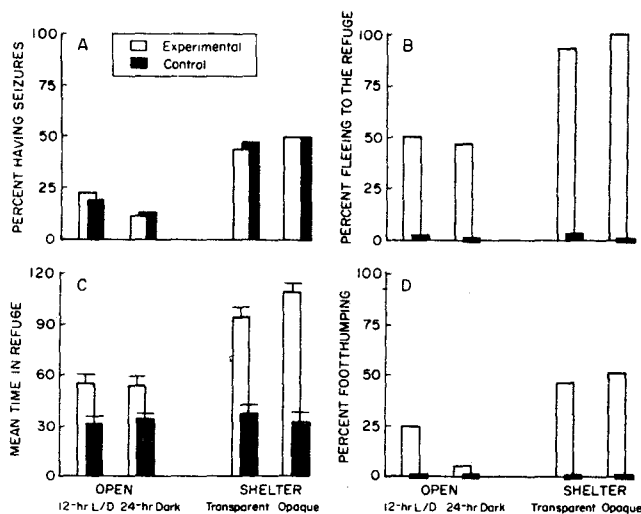 A
Experimental
Control
PERCENT HAVING SEIZURES
100
75
50
25
0
B
PERCENT FLEEING TO THE REFUGE
100
75
50
25
0
C
MEAN TIME IN REFUGE
120
90
60
30
0
OPEN
SHELTER
12-hr L/D 24-hr Dark
Transparent Opaque
D
PERCENT FOOTTHUMPING
100
75
50
25
0
OPEN
SHELTER
12-hr L/D 24-hr Dark
Transparent Opaque